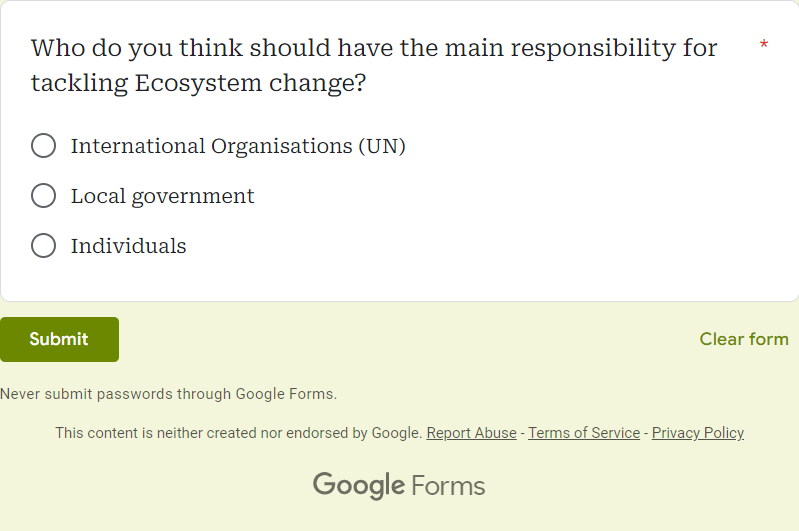 Who do you think should have the main responsibility for *
tackling Ecosystem change?
International Organisations (UN)
Local government
Individuals
Submit
Clear form
Never submit passwords through Google Forms.
This content is neither created nor endorsed by Google. Report Abuse - Terms of Service - Privacy Policy
Google Forms